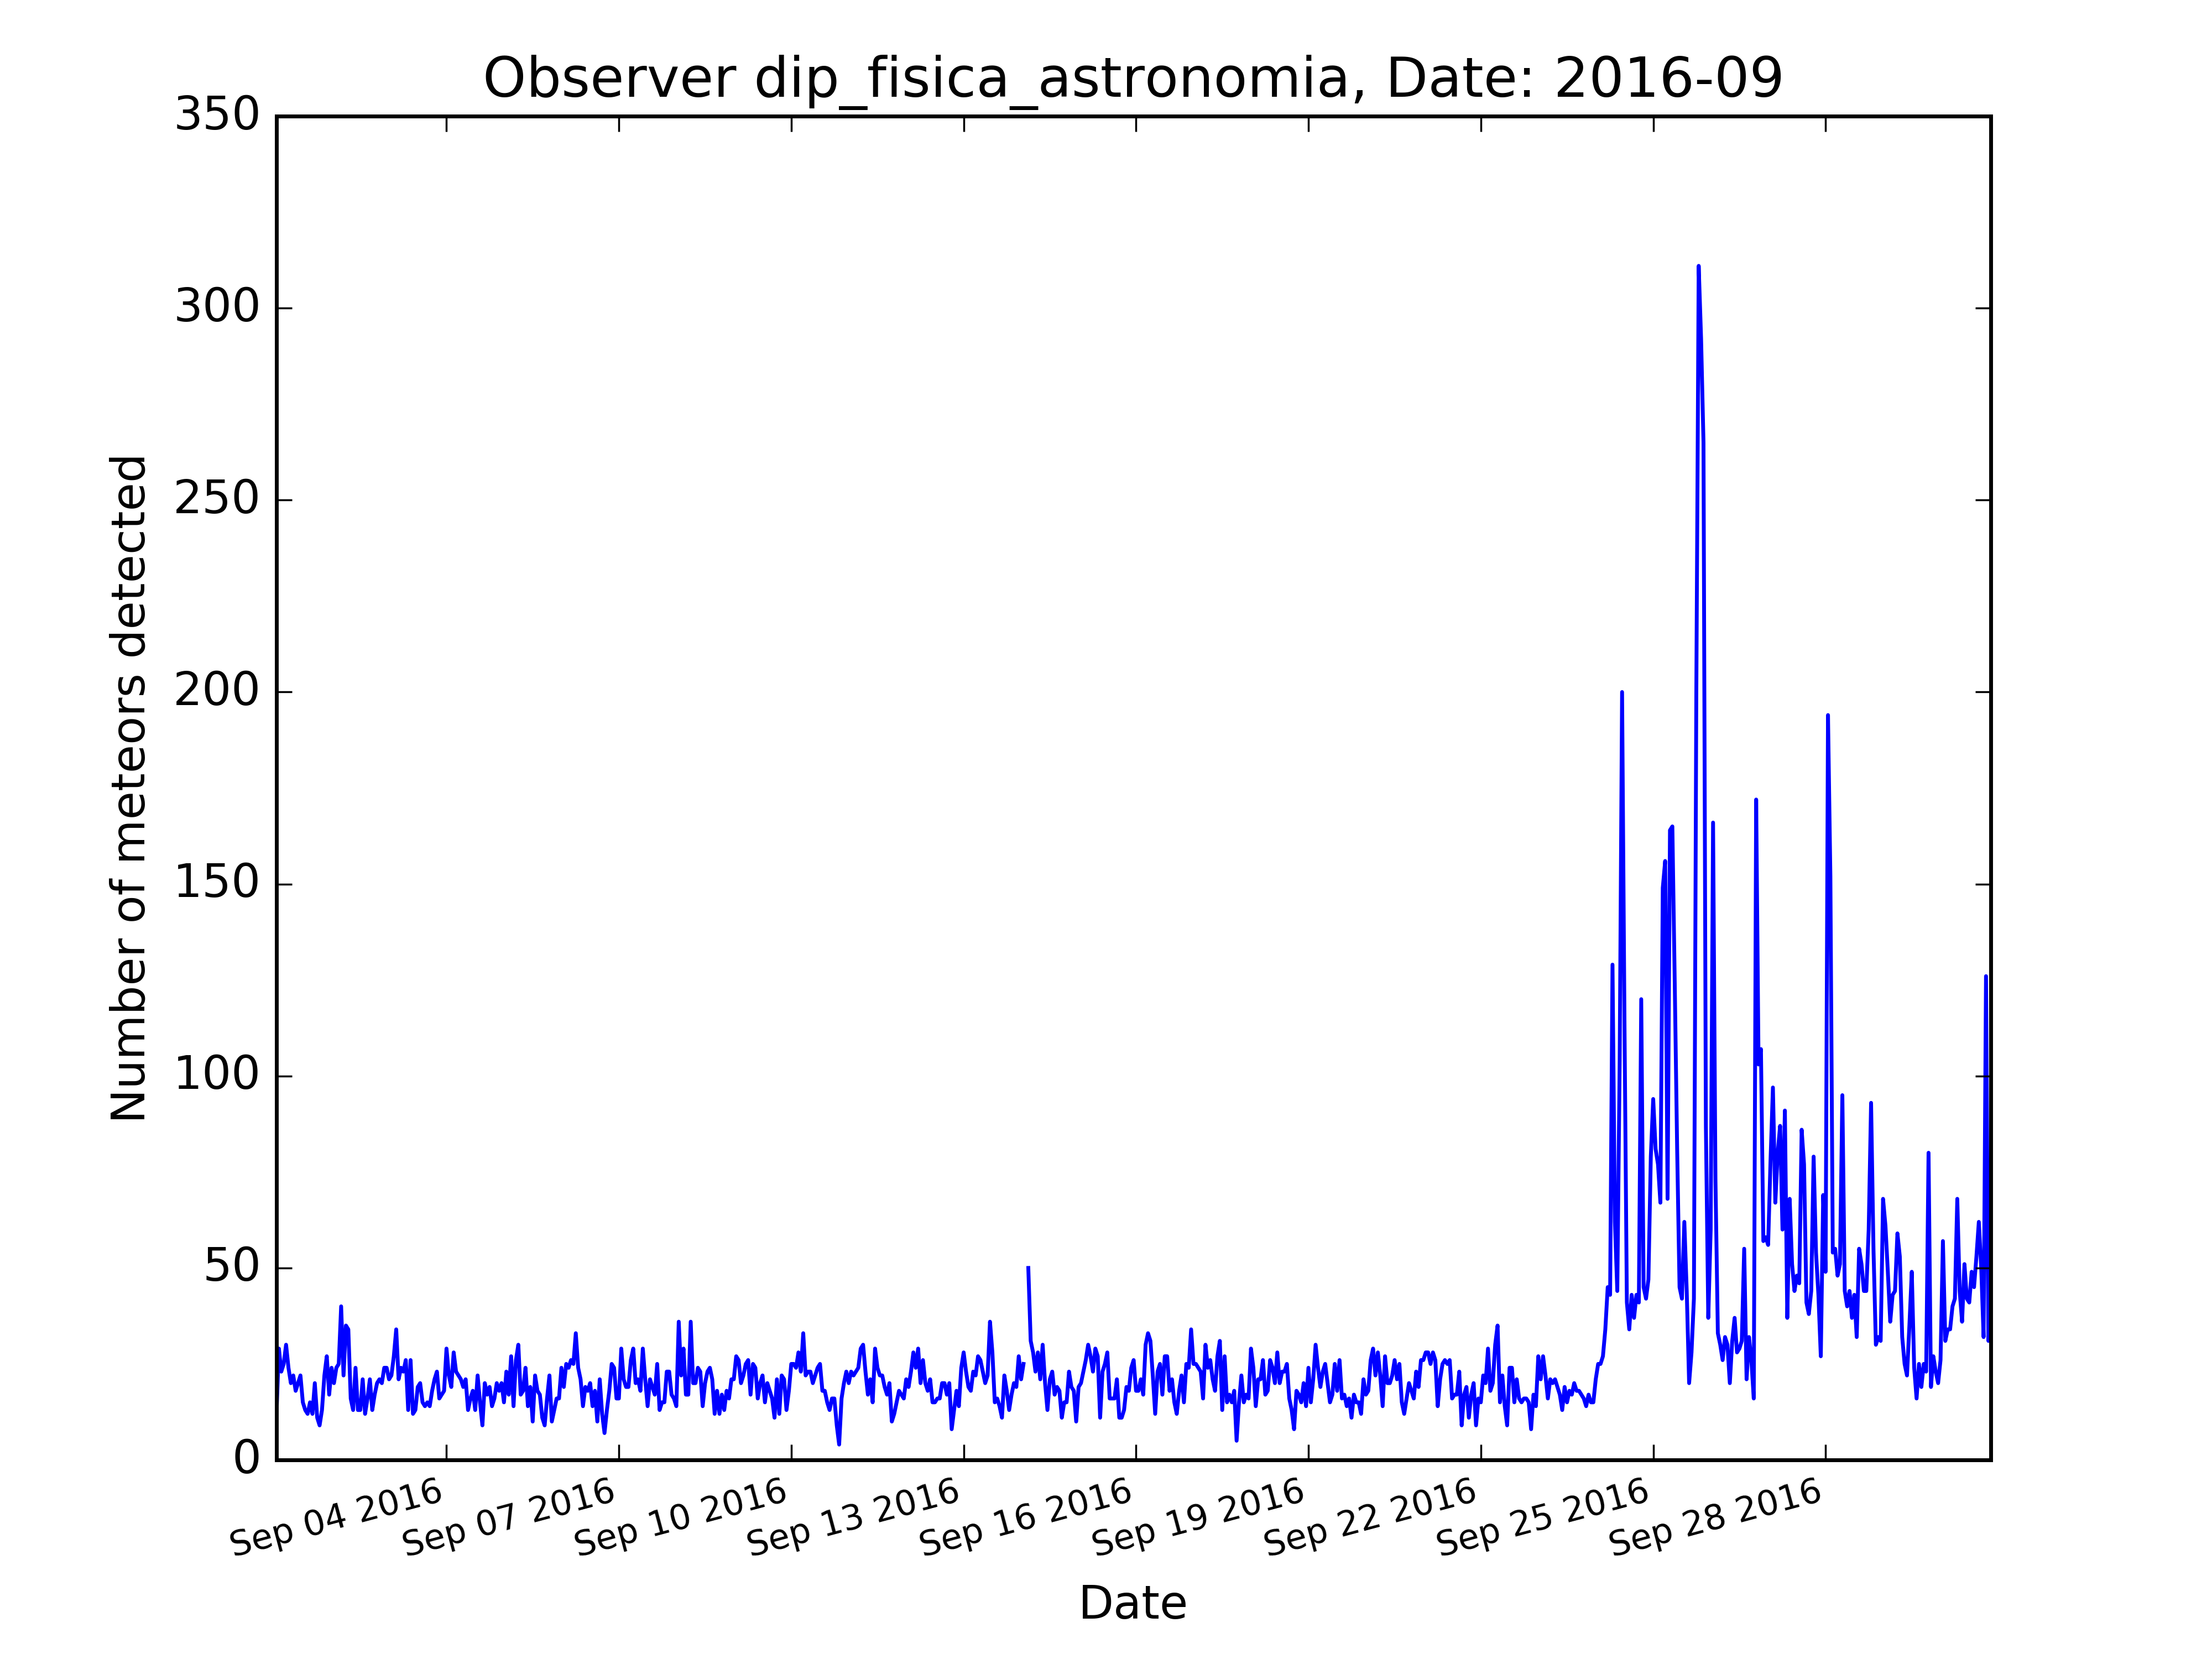 Observer dip_fisica_astronomia, Date: 2016-09
350
300
250
200
150
100
50
0
Number of meteors detected
Sep 04 2016
Sep 07 2016
Sep 10 2016
Sep 13 2016
Sep 16 2016
Sep 19 2016
Sep 22 2016
Sep 25 2016
Sep 28 2016
Date